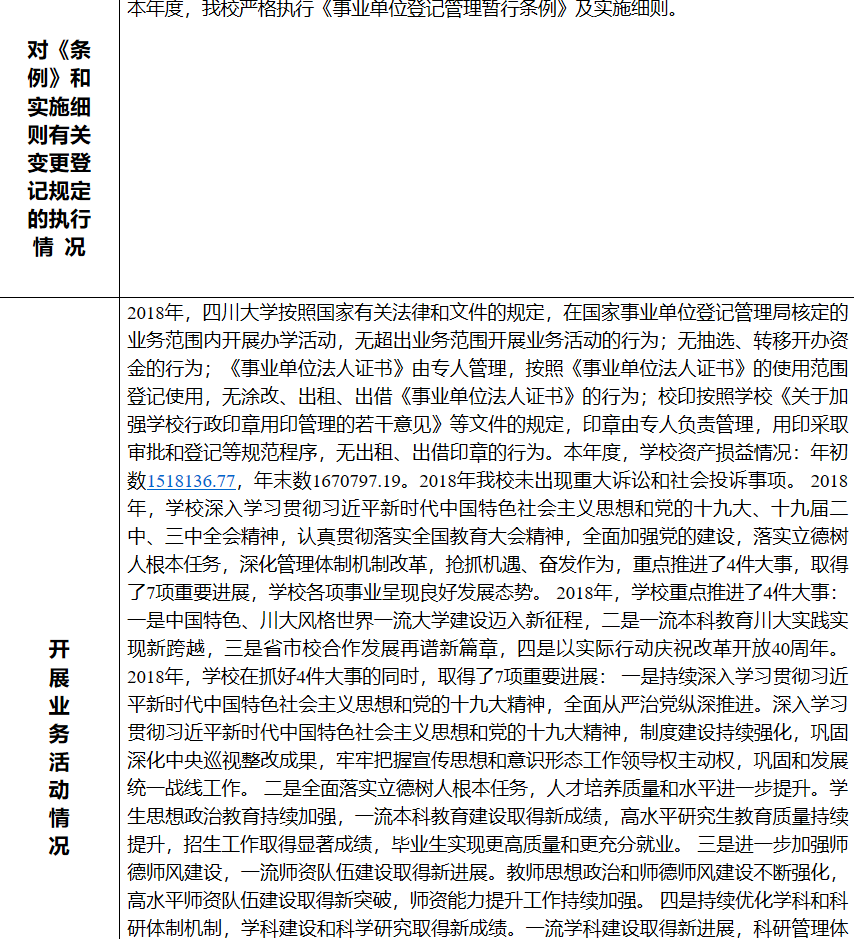 本年度，我校严格执行《事业单位登记管理暂行条例》及实施细则。
对《条
例》和
实施细
则有关
变更登
记规定
的执行
情 况
2018年，四川大学按照国家有关法律和文件的规定，在国家事业单位登记管理局核定的
业务范围内开展办学活动，无超出业务范围开展业务活动的行为；无抽选、转移开办资
金的行为；《事业单位法人证书》由专人管理，按照《事业单位法人证书》的使用范围
登记使用，无涂改、出租、出借《事业单位法人证书》的行为；校印按照学校《关于加
强学校行政印章用印管理的若干意见》等文件的规定，印章由专人负责管理，用印采取
审批和登记等规范程序，无出租、出借印章的行为。本年度，学校资产损益情况：年初
数1518136.77，年末数1670797.19。2018年我校未出现重大诉讼和社会投诉事项。 2018
年，学校深入学习贯彻习近平新时代中国特色社会主义思想和党的十九大、十九届二
中、三中全会精神，认真贯彻落实全国教育大会精神，全面加强党的建设，落实立德树
人根本任务，深化管理体制机制改革，抢抓机遇、奋发作为，重点推进了4件大事，取得
了7项重要进展，学校各项事业呈现良好发展态势。 2018年，学校重点推进了4件大事：
一是中国特色、川大风格世界一流大学建设迈入新征程，二是一流本科教育川大实践实
现新跨越，三是省市校合作发展再谱新篇章，四是以实际行动庆祝改革开放40周年。
2018年，学校在抓好4件大事的同时，取得了7项重要进展： 一是持续深入学习贯彻习近
平新时代中国特色社会主义思想和党的十九大精神，全面从严治党纵深推进。深入学习
贯彻习近平新时代中国特色社会主义思想和党的十九大精神，制度建设持续强化，巩固
深化中央巡视整改成果，牢牢把握宣传思想和意识形态工作领导权主动权，巩固和发展
统一战线工作。 二是全面落实立德树人根本任务，人才培养质量和水平进一步提升。学
生思想政治教育持续加强，一流本科教育建设取得新成绩，高水平研究生教育质量持续
提升，招生工作取得显著成绩，毕业生实现更高质量和更充分就业。 三是进一步加强师
德师风建设，一流师资队伍建设取得新进展。教师思想政治和师德师风建设不断强化，
高水平师资队伍建设取得新突破，师资能力提升工作持续加强。 四是持续优化学科和科
研体制机制，学科建设和科学研究取得新成绩。一流学科建设取得新进展，科研管理体
开
展
业
务
活
动
情
况